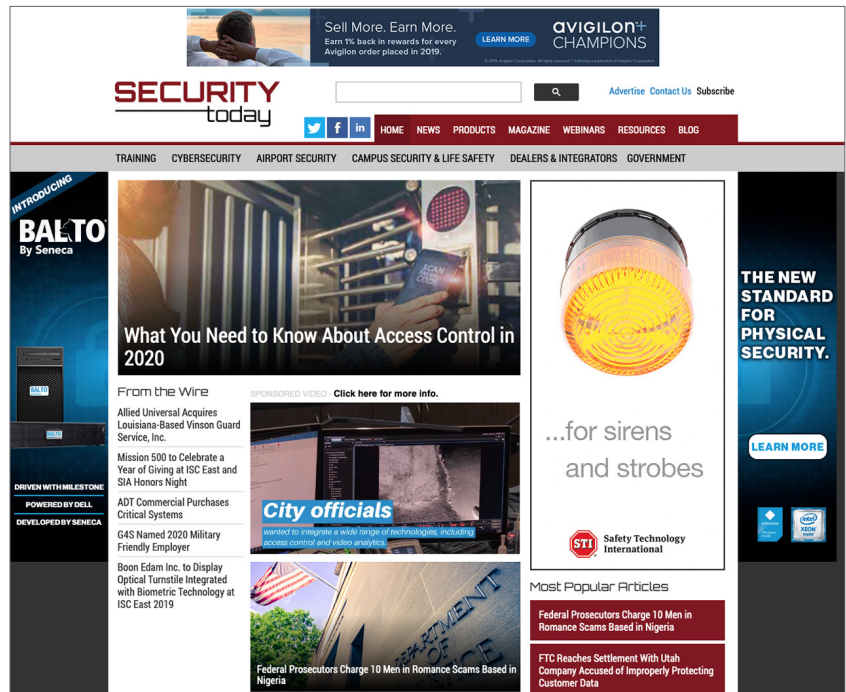 Sell More. Earn More.
Earn 1% back in rewards for every
Avigilon order placed in 2019.
LEARN MORE
AVIGILON
CHAMPIONS
SECURITY
today
Advertise Contact Us Subscribe
HOME NEWS PRODUCTS MAGAZINE WEBINARS RESOURCES BLOG
TRAINING CYBERSECURITY AIRPORT SECURITY CAMPUS SECURITY & LIFE SAFETY DEALERS & INTEGRATORS GOVERNMENT
INTRODUCING
BALTO
By Seneca
BALTO
BALTO
DRIVEN WITH MILESTONE
POWERED BY DELL
DEVELOPED BY SENECA
SCAN
CODE
What You Need to Know About Access Control in
2020
From the Wire
Allied Universal Acquires
Louisiana-Based Vinson Guard
Service, Inc.
Mission 500 to Celebrate a
Year of Giving at ISC East and
SIA Honors Night
ADT Commercial Purchases
Critical Systems
G4S Named 2020 Military
Friendly Employer
Boon Edam Inc. to Display
Optical Turnstile Integrated
with Biometric Technology at
ISC East 2019
SPONSORED VIDEO - Click here for more info.
City officials
wanted to integrate a wide range of technologies, including
access control and video analytics.
DEPARTMENT
OF
JUSTICE
Federal Prosecutors Charge 10 Men in Romance Scams Based in
Nigeria
...for sirens
and strobes
STI
Safety Technology
International
Most Popular Articles
Federal Prosecutors Charge 10 Men in
Romance Scams Based in Nigeria
FTC Reaches Settlement With Utah
Company Accused of Improperly Protecting
Customer Data
THE NEW
STANDARD
FOR
PHYSICAL
SECURITY.
LEARN MORE
intel
XEON